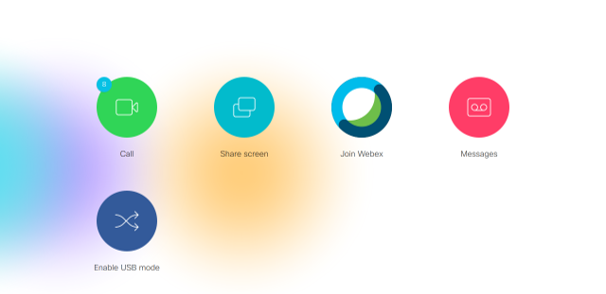 Call
Share screen
Join Webex
Messages
Enable USB mode